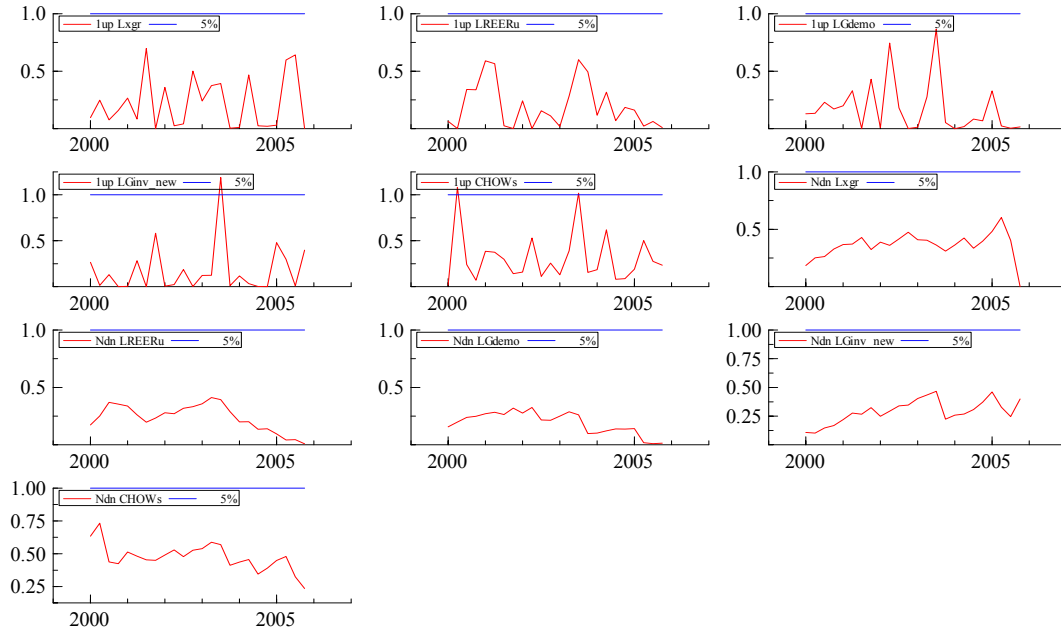 1.0 1up Lxgr 5%
0.5
2000 2005
1.0 1up LREERu 5%
0.5
2000 2005
1.0 1up LGdemo 5%
0.5
2000 2005
1.0 1up LGinv_new 5%
0.5
2000 2005
1.0 1up CHOWs 5%
0.5
2000 2005
1.0 Ndn Lxgr 5%
0.5
2000 2005
1.0 Ndn LREERu 5%
0.5
2000 2005
1.0 Ndn LGdemo 5%
0.5
2000 2005
1.00 Ndn LGinv_new 5%
0.75
0.50
0.25
2000 2005
1.00 Ndn CHOWs 5%
0.75
0.50
0.25
2000 2005